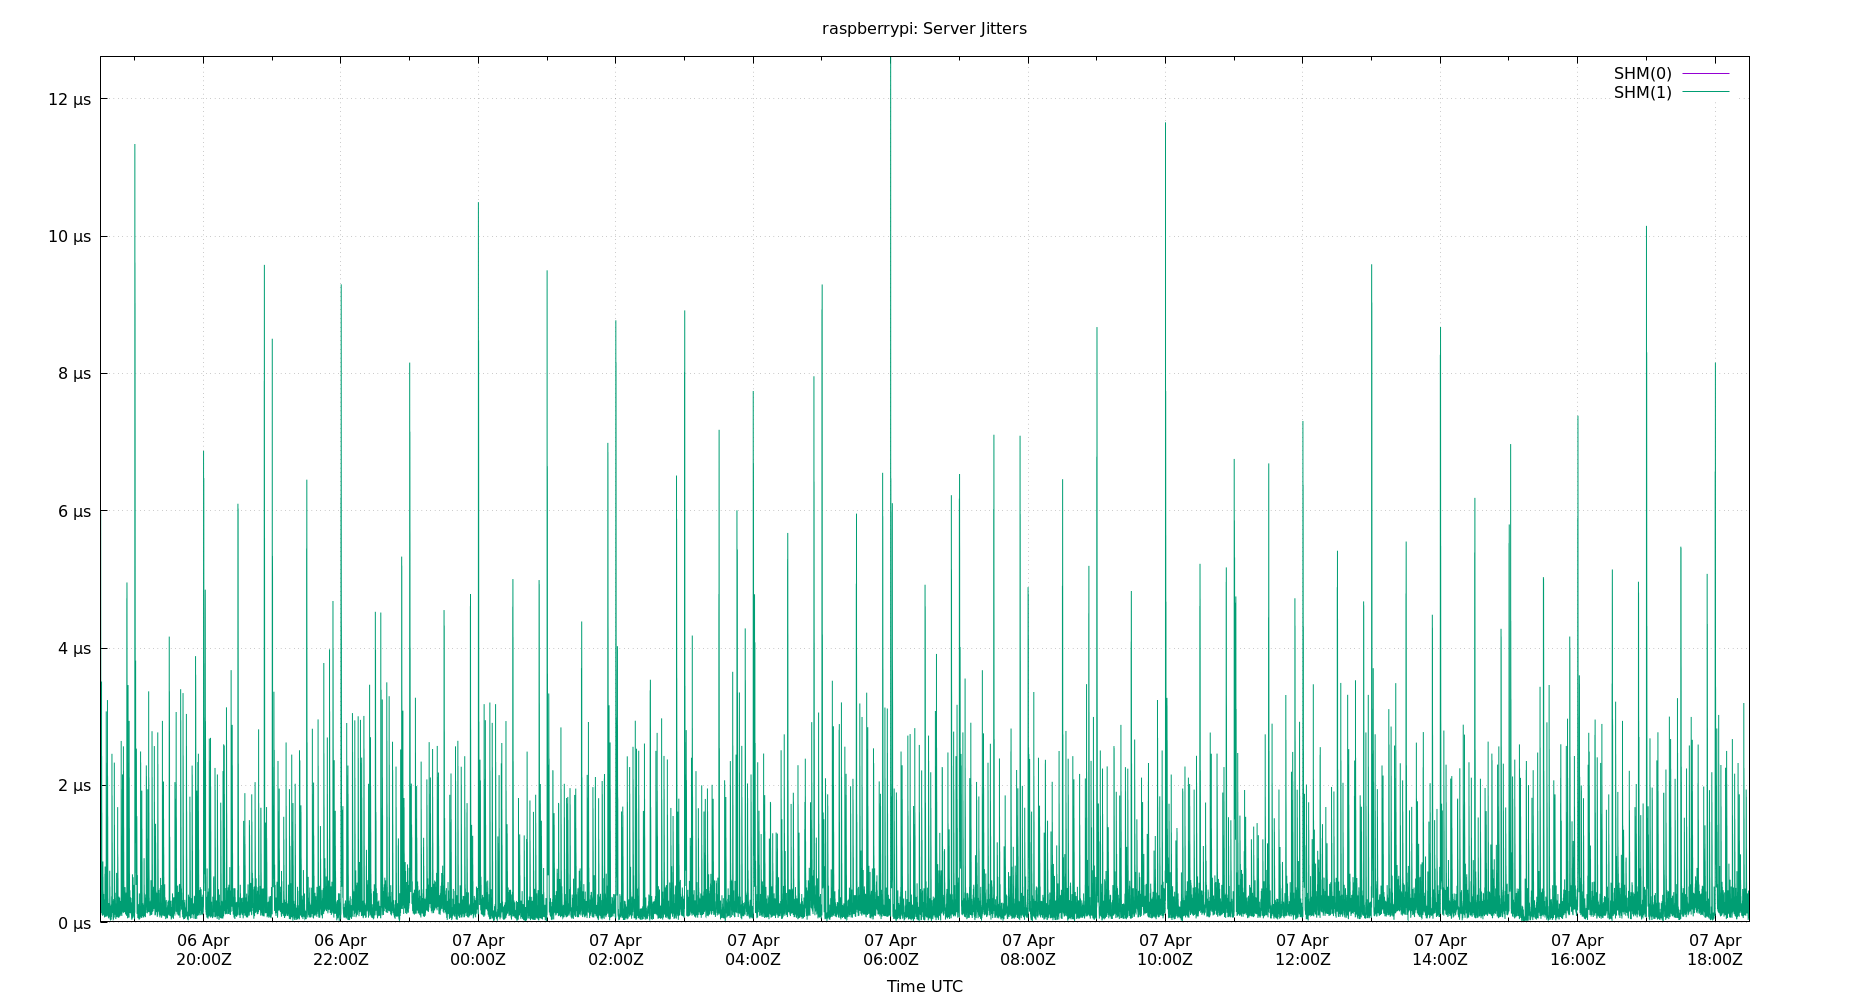 raspberrypi: Server Jitters
SHM(0)
SHM(1)
12 µs
10 µs
8 µs
6 µs
4 µs
2 µs
0 µs
06 Apr 06 Apr 07 Apr 07 Apr 07 Apr 07 Apr 07 Apr 07 Apr 07 Apr 07 Apr 07 Apr 07 Apr
20:00Z 22:00Z 00:00Z 02:00Z 04:00Z 06:00Z 08:00Z 10:00Z 12:00Z 14:00Z 16:00Z 18:00Z
Time UTC